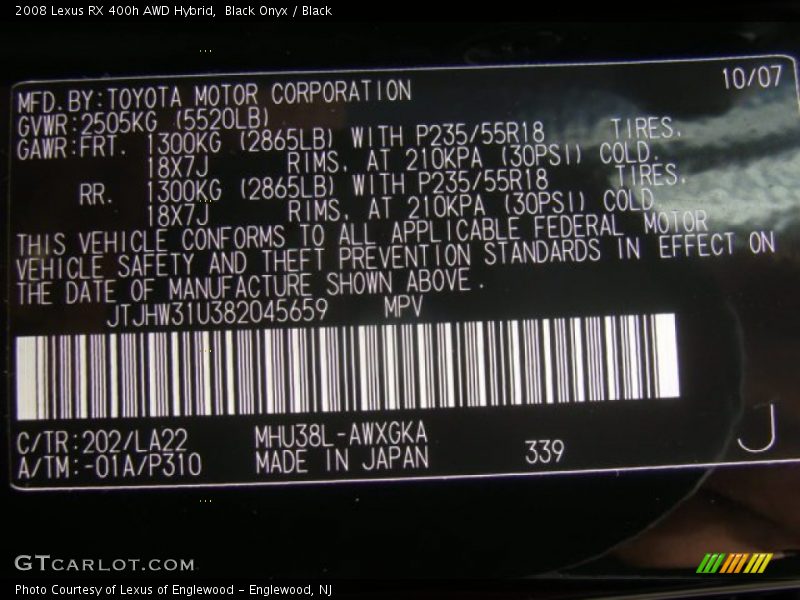 2008 Lexus RX 400h AWD Hybrid,  Black Onyx / Black
10/07
MFD.BY:TOYOTA MOTOR CORPORATION
GVWR:2505KG (5520LB)
GAWR:FRT. 1300KG (2865LB) WITH P235/55R18 TIRES,
18X7J RIMS, AT 210KPA (30PSI) COLD.
RR. 1300KG (2865LB) WITH P235/55R18 TIRES,
18X7J RIMS, AT 210KPA (30PSI) COLD.
THIS VEHICLE CONFORMS TO ALL APPLICABLE FEDERAL MOTOR
VEHICLE SAFETY AND THEFT PREVENTION STANDARDS IN EFFECT ON
THE DATE OF MANUFACTURE SHOWN ABOVE.
JTJHW31U382045659 MPV
C/TR:202/LA22 MHU38L-AWXGKA
A/TM:-01A/P310 MADE IN JAPAN 339 J
GTCARLOT.COM
Photo Courtesy of Lexus of Englewood - Englewood, NJ